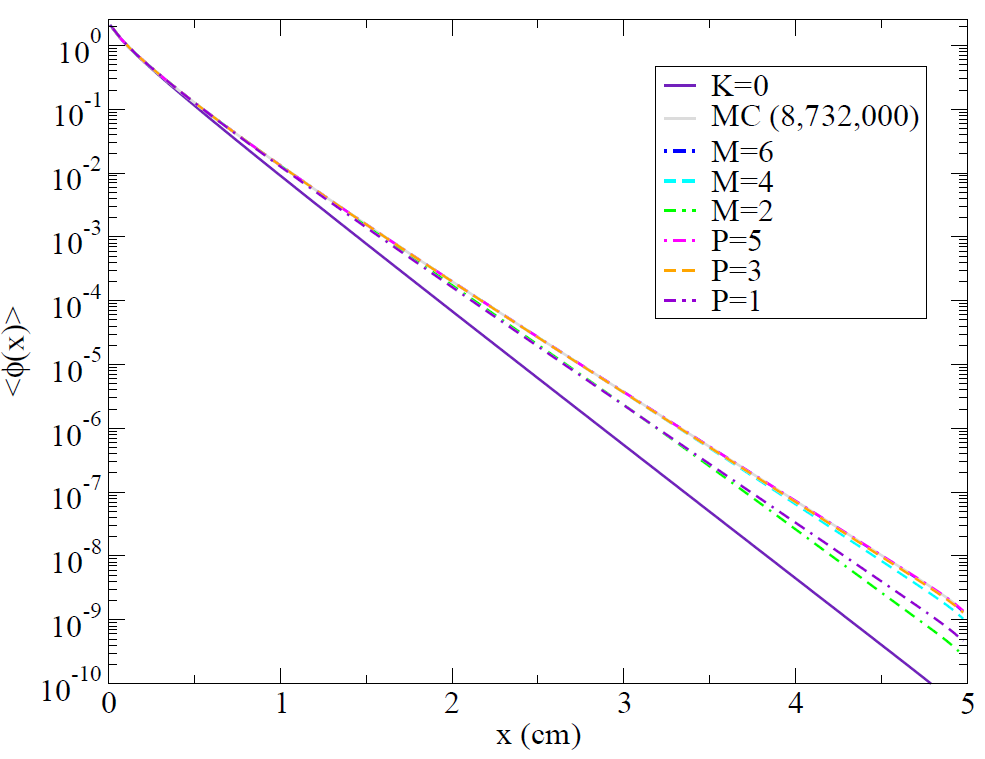 10^0
10^-1
10^-2
10^-3
10^-4
10^-5
10^-6
10^-7
10^-8
10^-9
10^-10
<ϕ(x)>
K=0
MC (8,732,000)
M=6
M=4
M=2
P=5
P=3
P=1
0 1 2 3 4 5
x (cm)